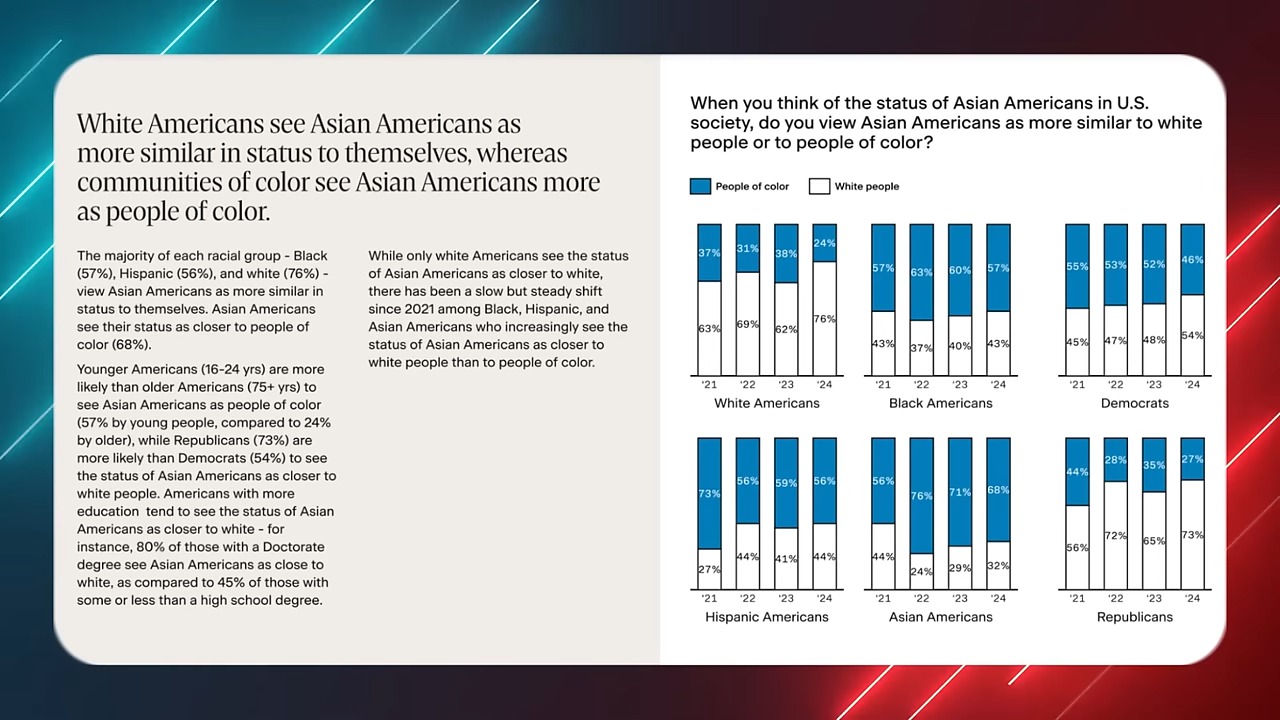 White Americans see Asian Americans as
more similar in status to themselves, whereas
communities of color see Asian Americans more
as people of color.
The majority of each racial group - Black
(57%), Hispanic (56%), and white (76%) -
view Asian Americans as more similar in
status to themselves. Asian Americans
see their status as closer to people of
color (68%).
Younger Americans (16-24 yrs) are more
likely than older Americans (75+ yrs) to
see Asian Americans as people of color
(57% by young people, compared to 24%
by older), while Republicans (73%) are
more likely than Democrats (54%) to see
the status of Asian Americans as closer to
white people. Americans with more
education tend to see the status of Asian
Americans as closer to white - for
instance, 80% of those with a Doctorate
degree see Asian Americans as close to
white, as compared to 45% of those with
some or less than a high school degree.
While only white Americans see the status
of Asian Americans as closer to white,
there has been a slow but steady shift
since 2021 among Black, Hispanic, and
Asian Americans who increasingly see the
status of Asian Americans as closer to
white people than to people of color.
When you think of the status of Asian Americans in U.S.
society, do you view Asian Americans as more similar to white
people or to people of color?
People of color White people
37% 31% 38% 24%
63% 69% 62% 76%
'21 '22 '23 '24
White Americans
57% 63% 60% 57%
43% 37% 40% 43%
'21 '22 '23 '24
Black Americans
55% 53% 52% 46%
45% 47% 48% 54%
'21 '22 '23 '24
Democrats
73% 56% 59% 56%
27% 44% 41% 44%
'21 '22 '23 '24
Hispanic Americans
56% 76% 71% 68%
44% 24% 29% 32%
'21 '22 '23 '24
Asian Americans
44% 28% 35% 27%
56% 72% 65% 73%
'21 '22 '23 '24
Republicans